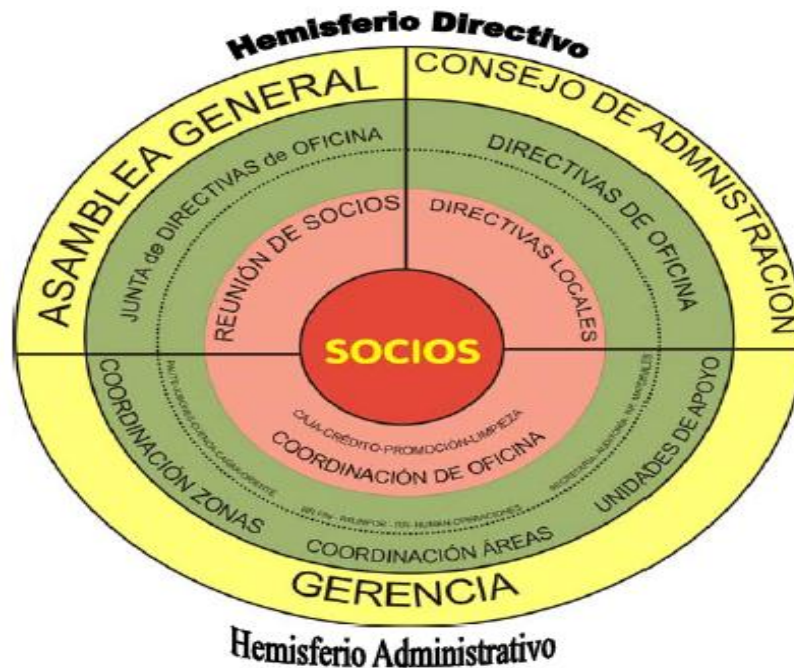 Hemisferio Directivo
ASAMBLEA GENERAL
CONSEJO DE ADMNISTRACION
JUNTA de DIRECTIVAS de OFICINA
DIRECTIVAS DE OFICINA
REUNIÓN DE SOCIOS
DIRECTIVAS LOCALES
SOCIOS
CAJA-CRÉDITO-PROMOCIÓN-LIMPIEZA
COORDINACIÓN DE OFICINA
COORDINACIÓN ZONAS
COORDINACIÓN ÁREAS
UNIDADES DE APOYO
GERENCIA
Hemisferio Administrativo